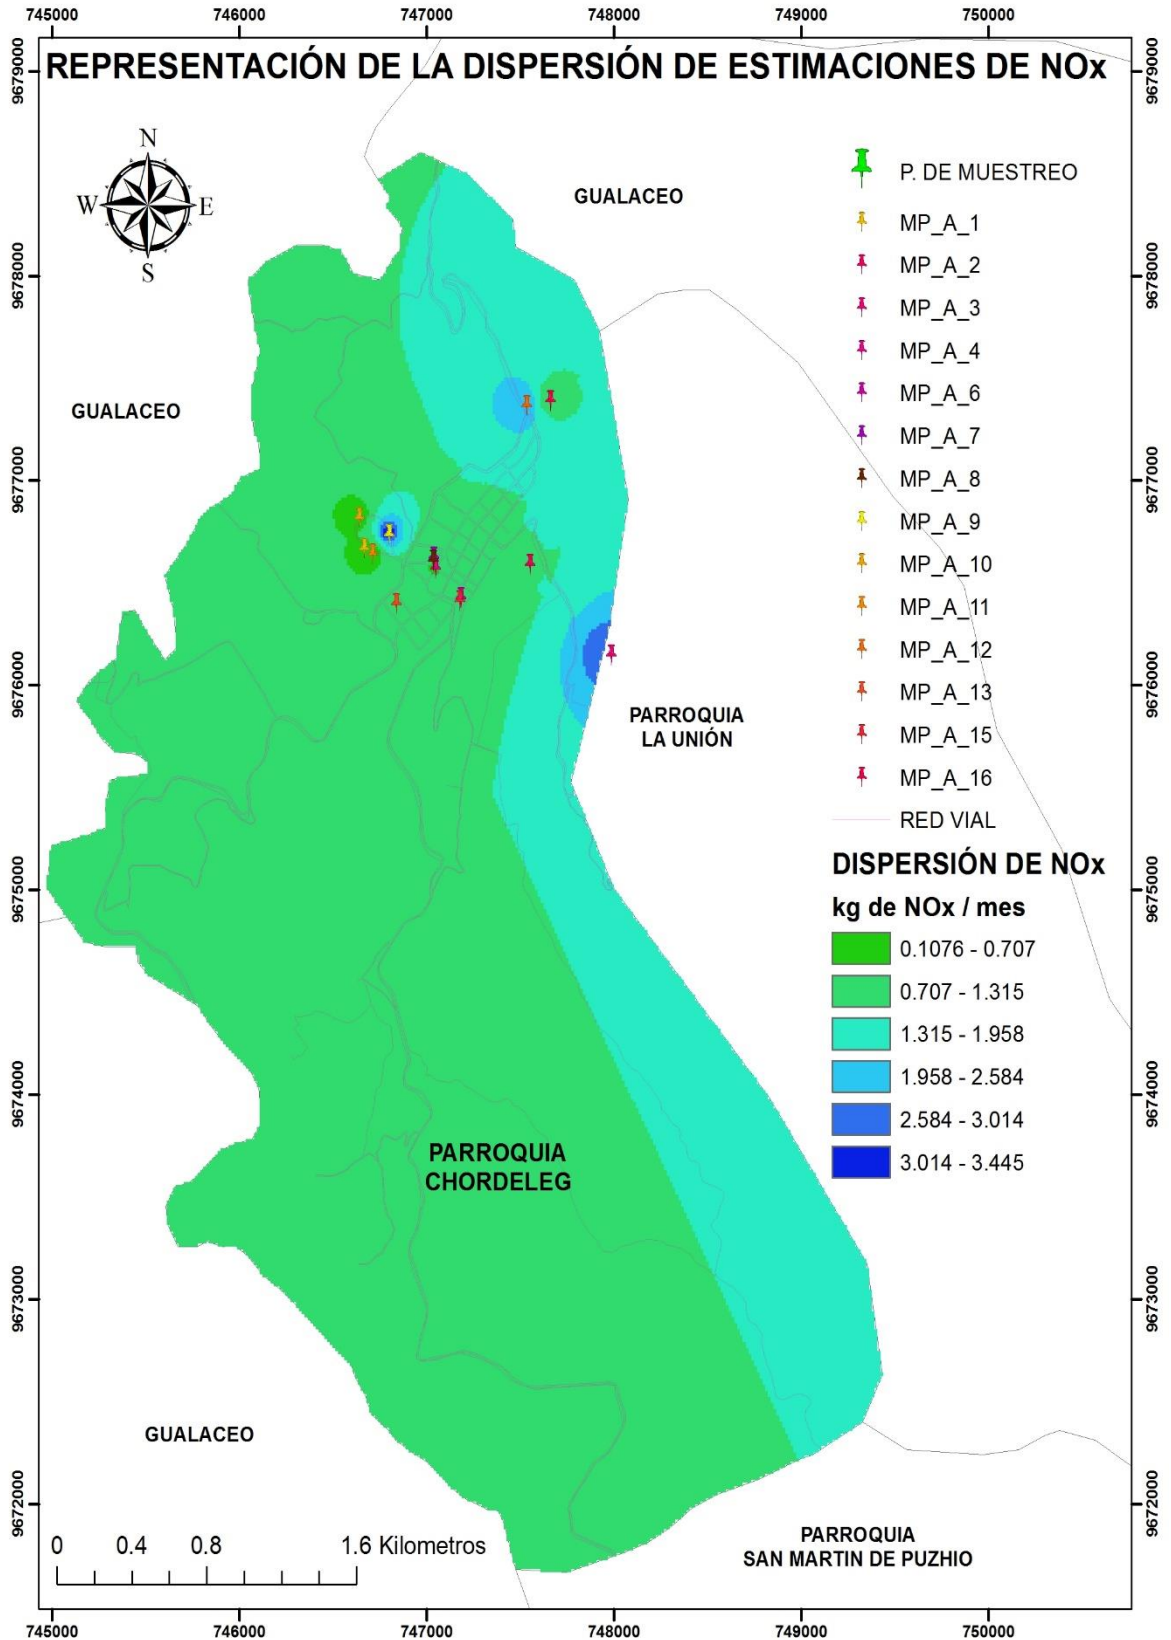 745000 746000 747000 748000 749000 750000
REPRESENTACIÓN DE LA DISPERSIÓN DE ESTIMACIONES DE NOx
9679000 9679000
N
W E
S
GUALACEO
P. DE MUESTREO
MP_A_1
MP_A_2
MP_A_3
MP_A_4
MP_A_6
MP_A_7
MP_A_8
MP_A_9
MP_A_10
MP_A_11
MP_A_12
MP_A_13
MP_A_15
MP_A_16
RED VIAL
9678000 9678000
GUALACEO
9677000 9677000
9676000 9676000
PARROQUIA
LA UNIÓN
DISPERSIÓN DE NOx
kg de NOx / mes
0.1076 - 0.707
0.707 - 1.315
1.315 - 1.958
1.958 - 2.584
2.584 - 3.014
3.014 - 3.445
9675000 9675000
9674000 9674000
PARROQUIA
CHORDELEG
9673000 9673000
GUALACEO
9672000 9672000
PARROQUIA
SAN MARTIN DE PUZHIO
0 0.4 0.8 1.6 Kilometros
745000 746000 747000 748000 749000 750000